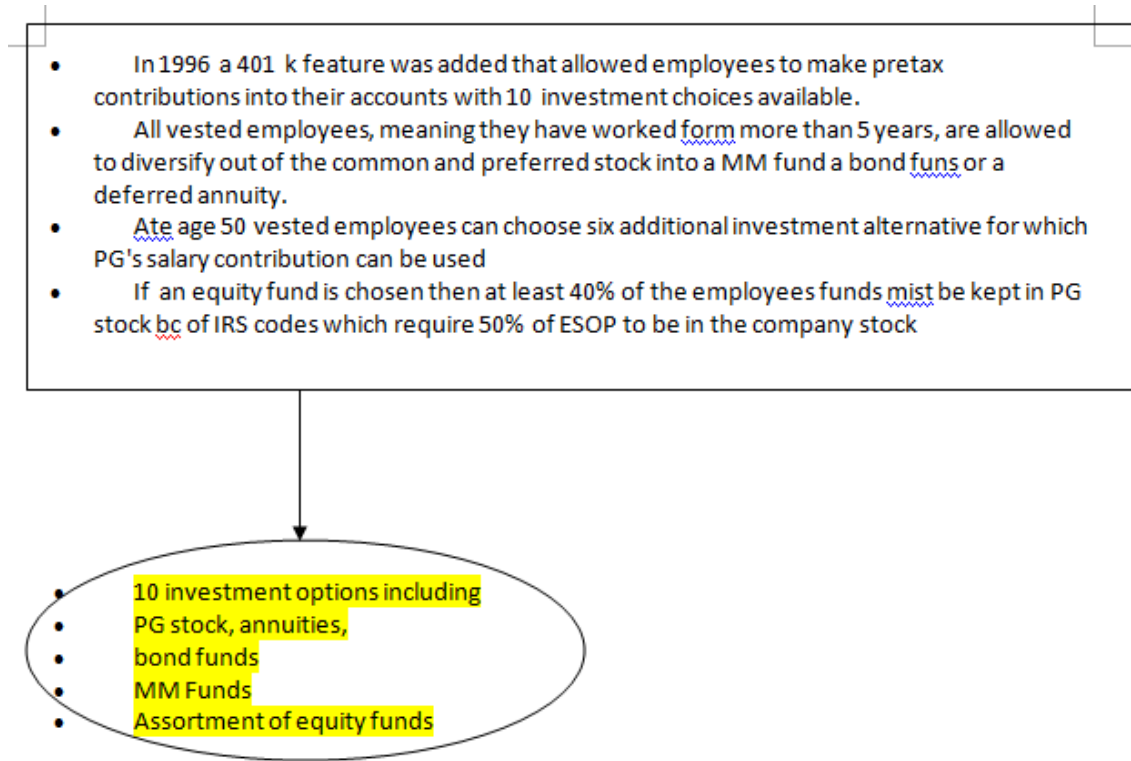 • In 1996 a 401 k feature was added that allowed employees to make pretax
contributions into their accounts with 10 investment choices available.
• All vested employees, meaning they have worked form more than 5 years, are allowed
to diversify out of the common and preferred stock into a MM fund a bond funs or a
deferred annuity.
• Ate age 50 vested employees can choose six additional investment alternative for which
PG's salary contribution can be used
• If an equity fund is chosen then at least 40% of the employees funds mist be kept in PG
stock bc of IRS codes which require 50% of ESOP to be in the company stock
• 10 investment options including
• PG stock, annuities,
• bond funds
• MM Funds
• Assortment of equity funds